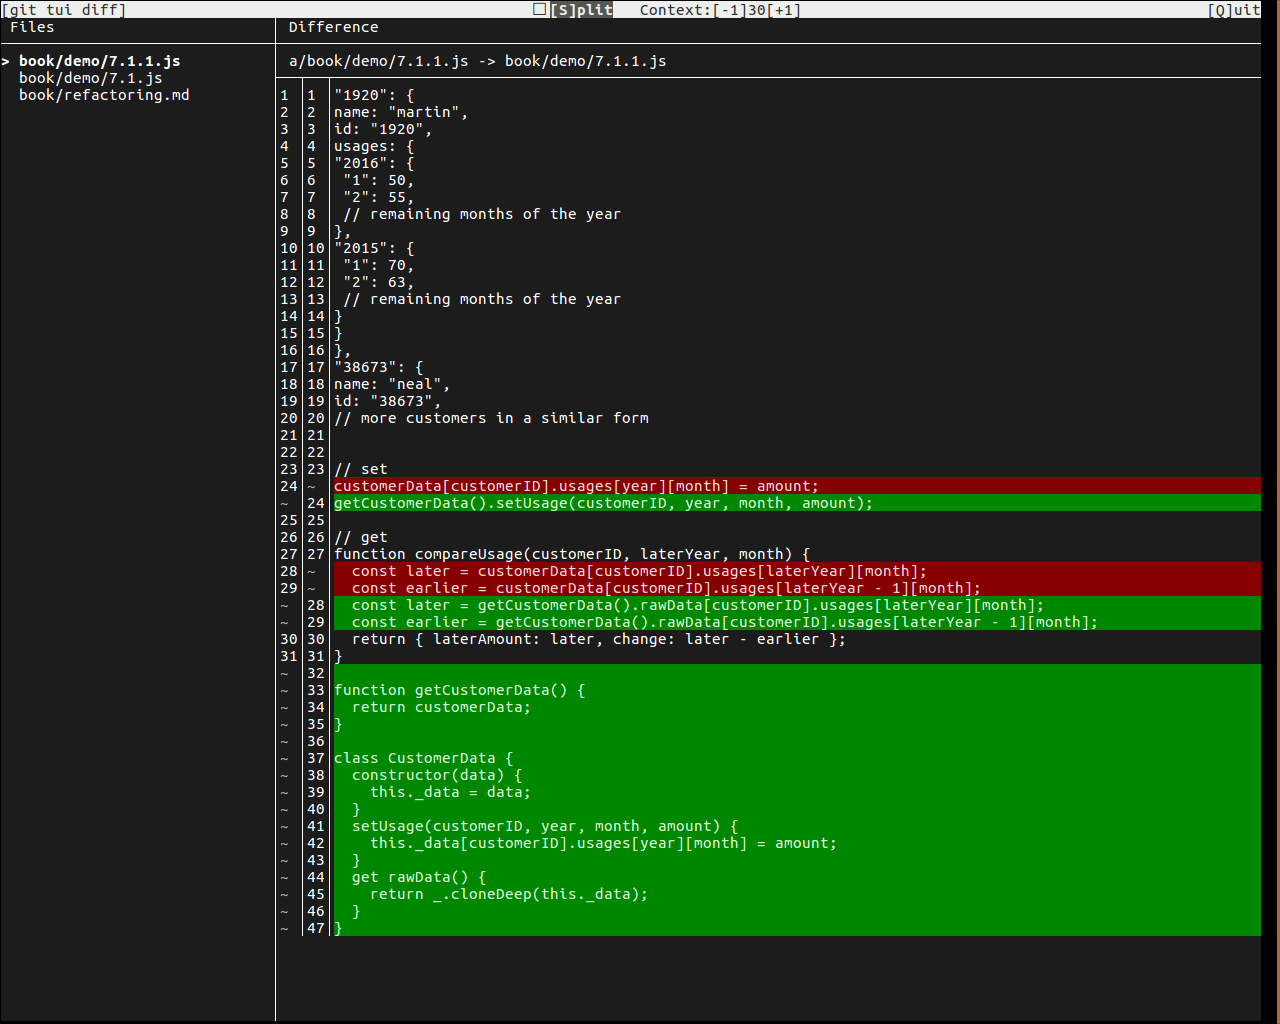 [git tui diff] ☐[S]plit Context:[-1]30[+1] [Q]uit
Files
> book/demo/7.1.1.js
book/demo/7.1.js
book/refactoring.md
Difference
a/book/demo/7.1.1.js -> book/demo/7.1.1.js
1 1 "1920": {
2 2 name: "martin",
3 3 id: "1920",
4 4 usages: {
5 5 "2016": {
6 6  "1": 50,
7 7  "2": 55,
8 8  // remaining months of the year
9 9 },
10 10 "2015": {
11 11  "1": 70,
12 12  "2": 63,
13 13  // remaining months of the year
14 14 }
15 15 }
16 16 },
17 17 "38673": {
18 18 name: "neal",
19 19 id: "38673",
20 20 // more customers in a similar form
21 21
22 22
23 23 // set
24 ~ customerData[customerID].usages[year][month] = amount;
~ 24 getCustomerData().setUsage(customerID, year, month, amount);
25 25
26 26 // get
27 27 function compareUsage(customerID, laterYear, month) {
28 ~   const later = customerData[customerID].usages[laterYear][month];
29 ~   const earlier = customerData[customerID].usages[laterYear - 1][month];
~ 28   const later = getCustomerData().rawData[customerID].usages[laterYear][month];
~ 29   const earlier = getCustomerData().rawData[customerID].usages[laterYear - 1][month];
30 30   return { laterAmount: later, change: later - earlier };
31 31 }
~ 32
~ 33 function getCustomerData() {
~ 34   return customerData;
~ 35 }
~ 36
~ 37 class CustomerData {
~ 38   constructor(data) {
~ 39     this._data = data;
~ 40   }
~ 41   setUsage(customerID, year, month, amount) {
~ 42     this._data[customerID].usages[year][month] = amount;
~ 43   }
~ 44   get rawData() {
~ 45     return _.cloneDeep(this._data);
~ 46   }
~ 47 }